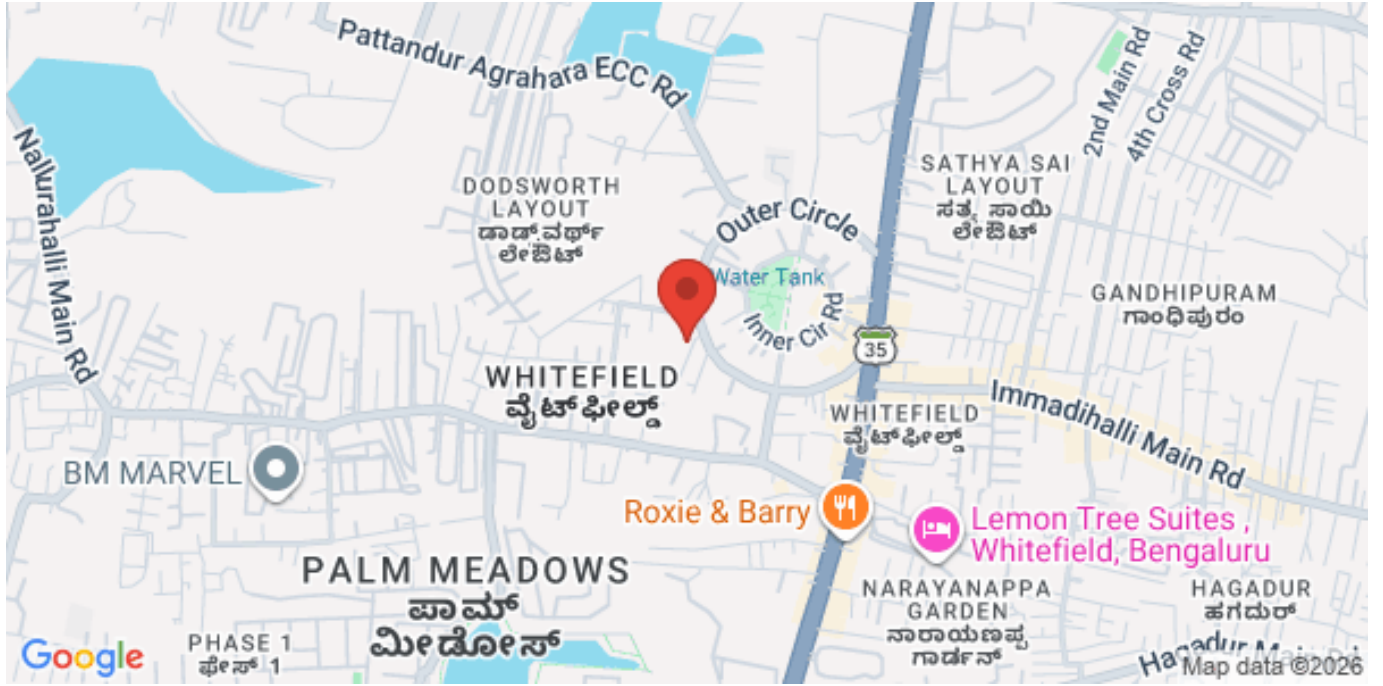 Pattandur Agrahara ECC Rd
2nd Main Rd
4th Cross Rd
Nallurahalli Main Rd
SATHYA SAI
LAYOUT
ಸತ್ಯ ಸಾಯಿ
ಲೇಔಟ್
DODSWORTH
LAYOUT
ಡಾಡ್ಸ್‌ವರ್ಥ್
ಲೇಔಟ್
Outer Circle
Water Tank
Inner Cir Rd
GANDHIPURAM
ಗಾಂಧಿಪುರಂ
35
WHITEFIELD
ವೈಟ್‌ಫೀಲ್ಡ್
Immadihalli Main Rd
WHITEFIELD
ವೈಟ್‌ಫೀಲ್ಡ್
BM MARVEL
Roxie & Barry
Lemon Tree Suites ,
Whitefield, Bengaluru
PALM MEADOWS
ಪಾಮ್
ಮೀಡೋಸ್
NARAYANAPPA
GARDEN
ನಾರಾಯಣಪ್ಪ
ಗಾರ್ಡನ್
HAGADUR
ಹಗದುರ್
PHASE 1
ಫೇಸ್ 1
Hagadur Main Rd
Google
Map data ©2026